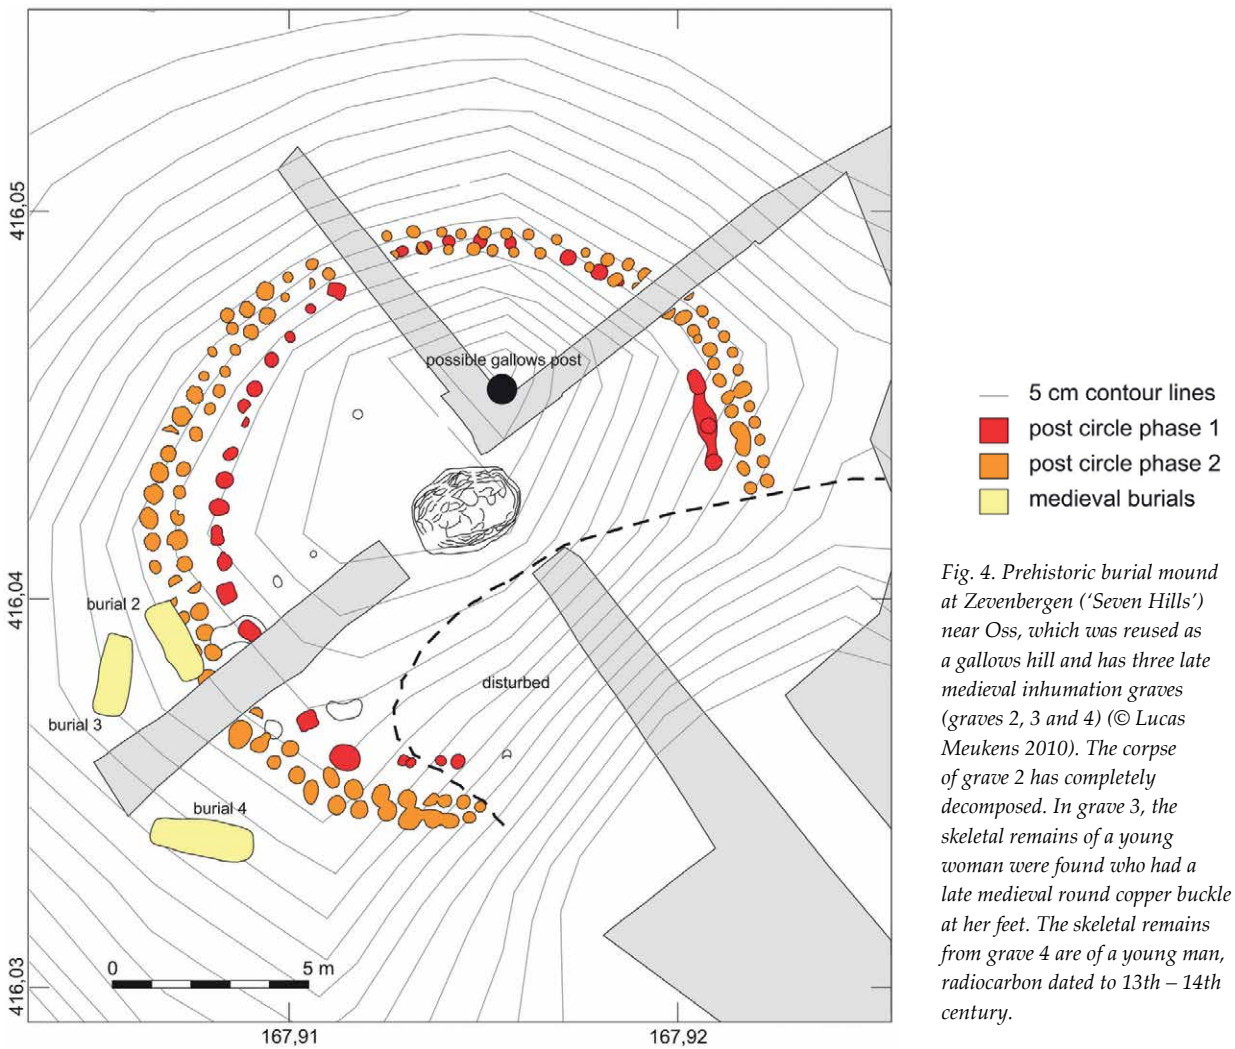 416,05
416,04
416,03
possible gallows post
burial 2
burial 3
disturbed
burial 4
0 5 m
167,91 167,92
5 cm contour lines
post circle phase 1
post circle phase 2
medieval burials
Fig. 4. Prehistoric burial mound
at Zevenbergen (‘Seven Hills’)
near Oss, which was reused as
a gallows hill and has three late
medieval inhumation graves
(graves 2, 3 and 4) (© Lucas
Meukens 2010). The corpse
of grave 2 has completely
decomposed. In grave 3, the
skeletal remains of a young
woman were found who had a
late medieval round copper buckle
at her feet. The skeletal remains
from grave 4 are of a young man,
radiocarbon dated to 13th – 14th
century.